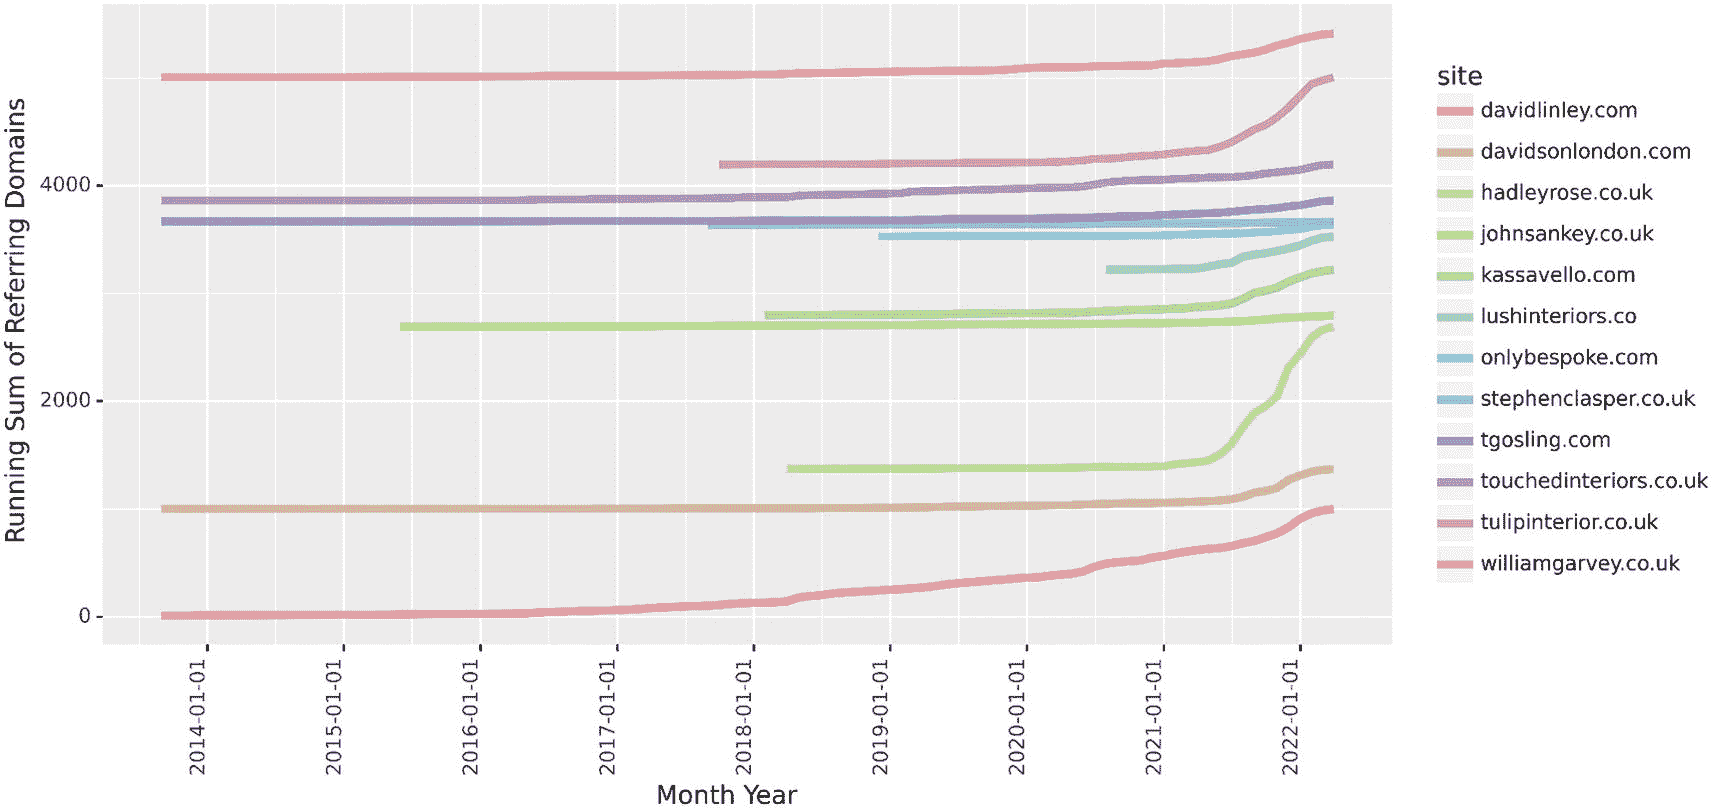 Running Sum of Referring Domains
4000
2000
0
2014-01-01
2015-01-01
2016-01-01
2017-01-01
2018-01-01
2019-01-01
2020-01-01
2021-01-01
2022-01-01
Month Year
site
davidlinley.com
davidsonlondon.com
hadleyrose.co.uk
johnsankey.co.uk
kassavello.com
lushinteriors.co
onlybespoke.com
stephenclasper.co.uk
tgosling.com
touchedinteriors.co.uk
tulipinterior.co.uk
williamgarvey.co.uk